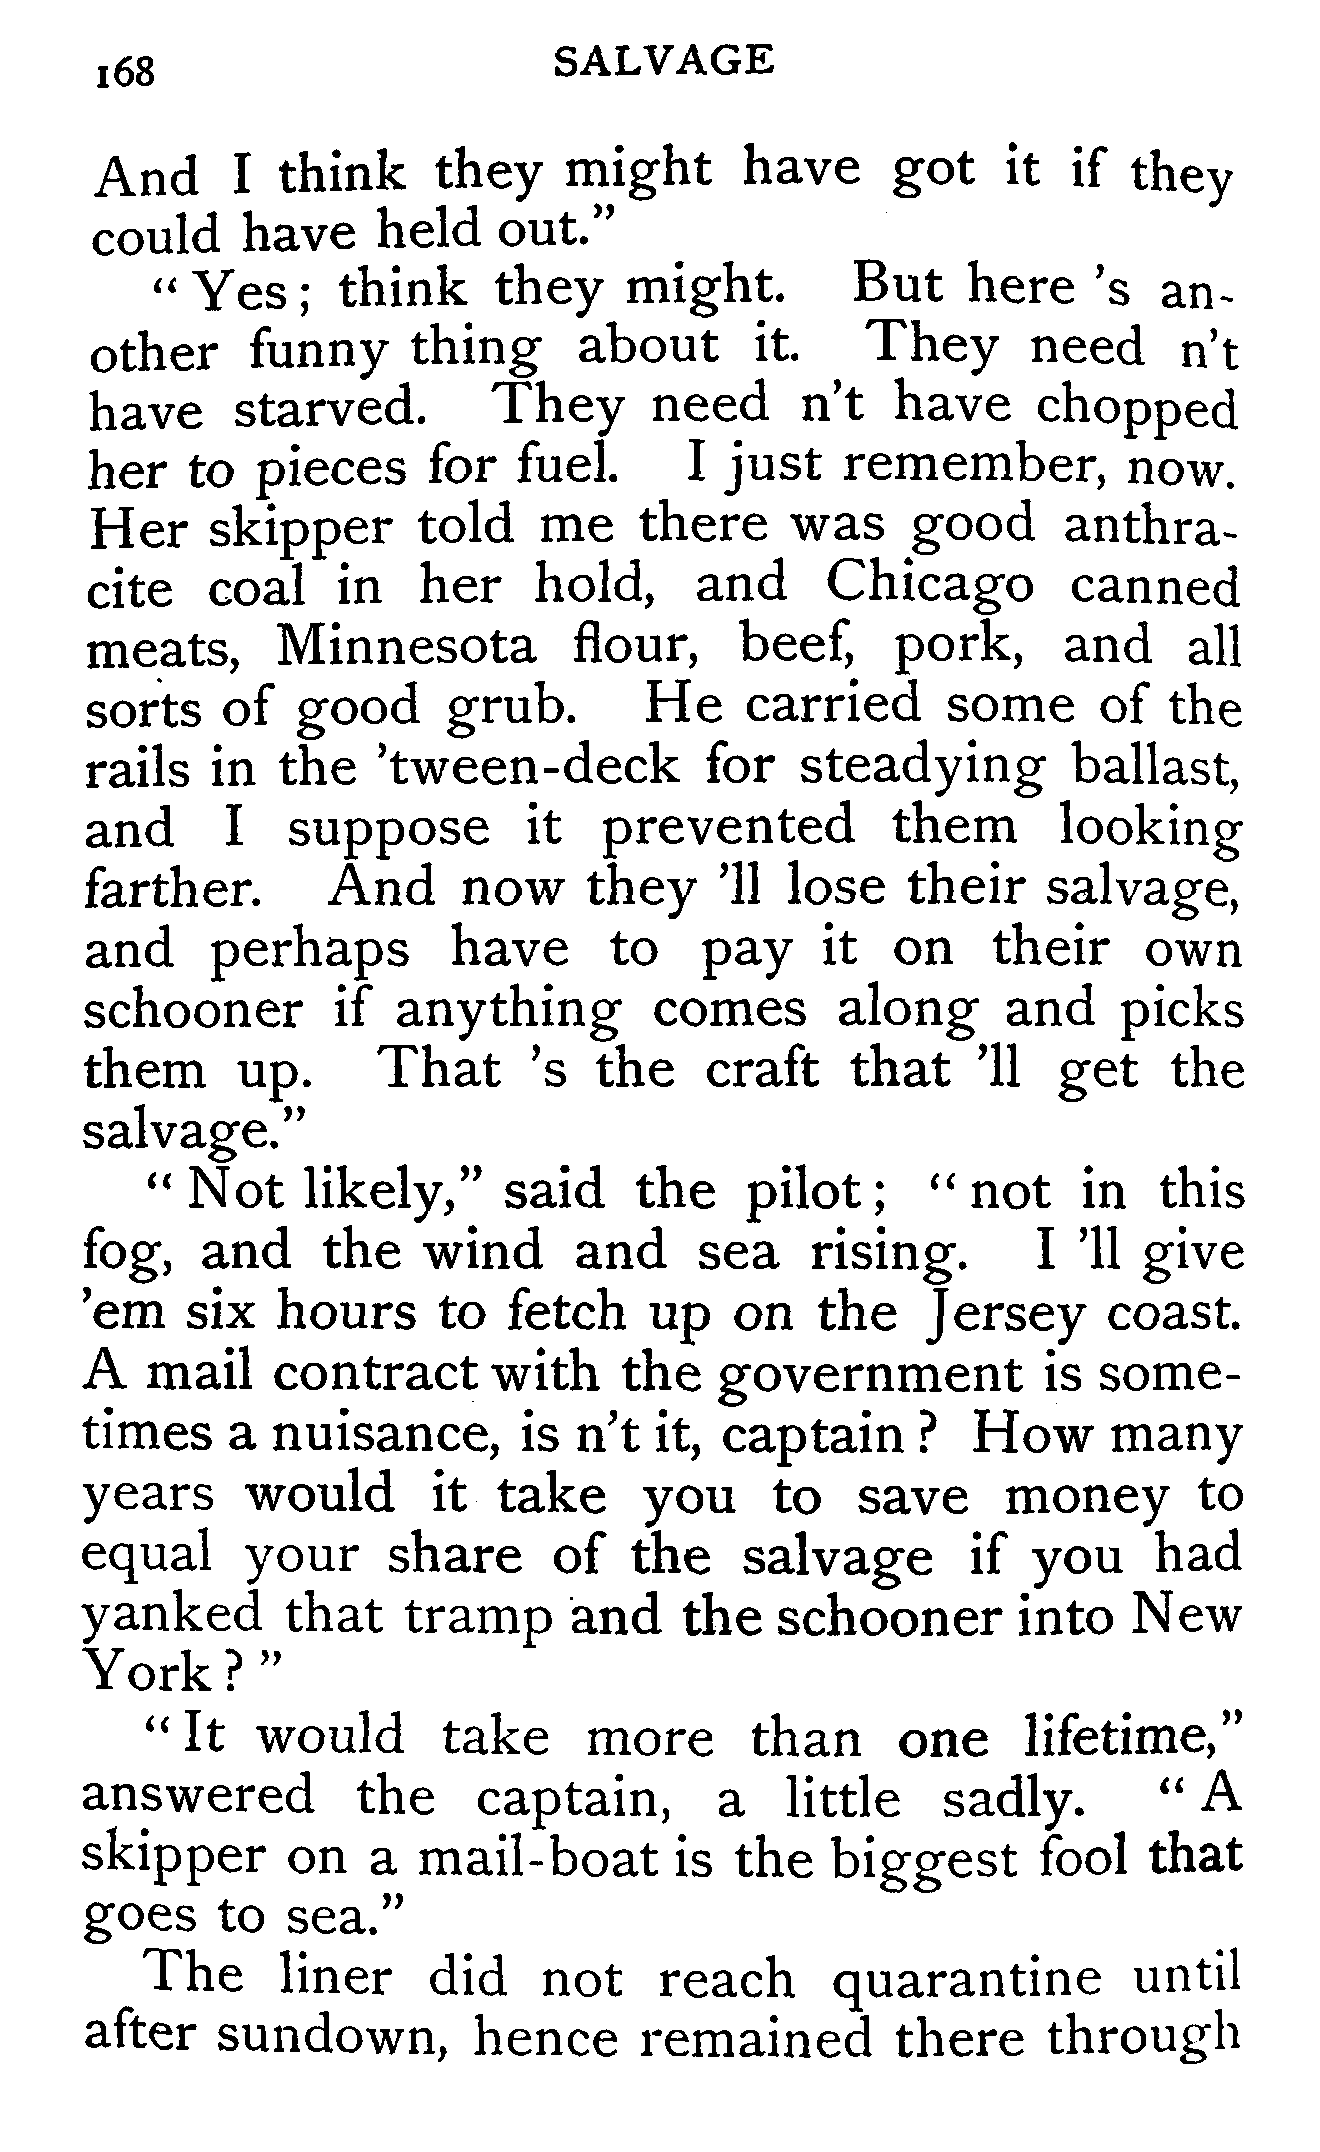 168 SALVAGE
And I think they might have got it if they
could have held out.”
“ Yes ; think they might. But here ’s an-
other funny thing about it. They need n’t
have starved. They need n’t have chopped
her to pieces for fuel. I just remember, now.
Her skipper told me there was good anthra-
cite coal in her hold, and Chicago canned
meats, Minnesota flour, beef, pork, and all
sorts of good grub. He carried some of the
rails in the ’tween-deck for steadying ballast,
and I suppose it prevented them looking
farther. And now they ’ll lose their salvage,
and perhaps have to pay it on their own
schooner if anything comes along and picks
them up. That ’s the craft that ’ll get the
salvage.”
“ Not likely,” said the pilot ; “ not in this
fog, and the wind and sea rising. I ’ll give
’em six hours to fetch up on the Jersey coast.
A mail contract with the government is some-
times a nuisance, is n’t it, captain ? How many
years would it take you to save money to
equal your share of the salvage if you had
yanked that tramp and the schooner into New
York ? ”
“ It would take more than one lifetime,”
answered the captain, a little sadly. “ A
skipper on a mail-boat is the biggest fool that
goes to sea.”
The liner did not reach quarantine until
after sundown, hence remained there through